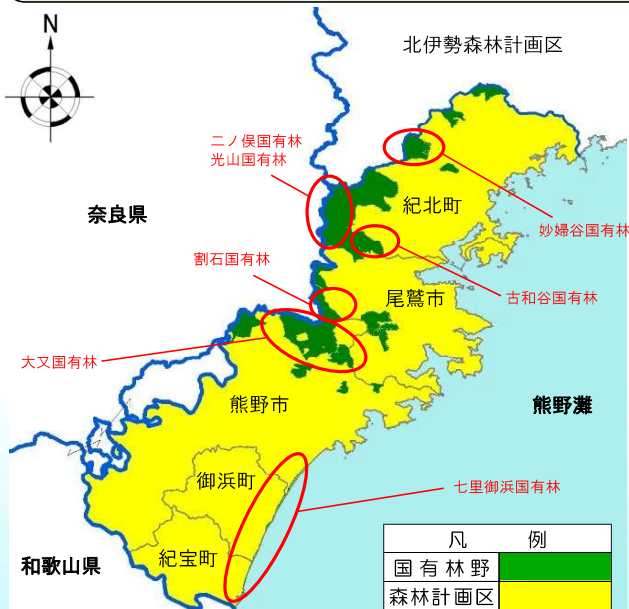 N
北伊勢森林計画区
二ノ俣国有林
光山国有林
奈良県
紀北町
妙婦谷国有林
割石国有林
古和谷国有林
尾鷲市
大又国有林
熊野市
熊野灘
御浜町
七里御浜国有林
紀宝町
和歌山県
凡 例
国有林野
森林計画区